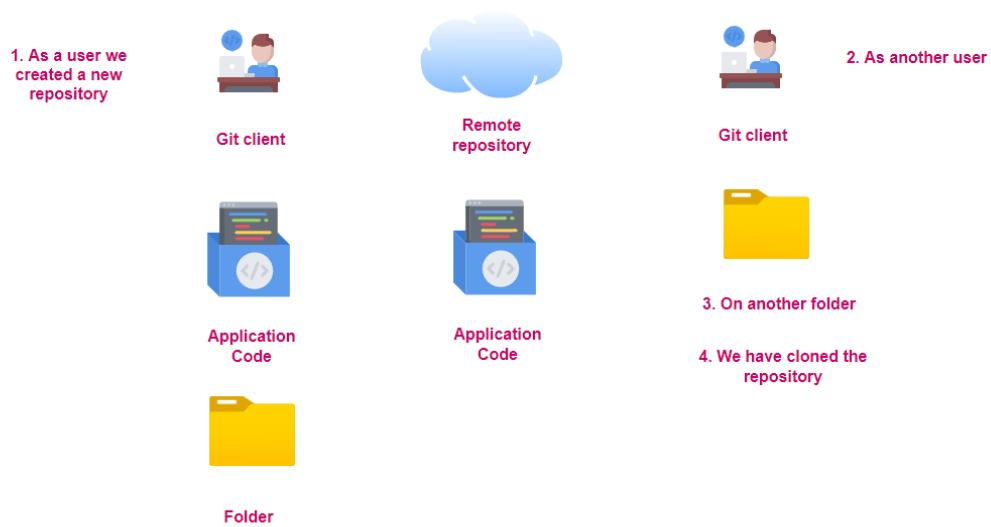 1. As a user we
created a new
repository
Git client
Remote
repository
2. As another user
Git client
Application
Code
Application
Code
3. On another folder
4. We have cloned the
repository
Folder